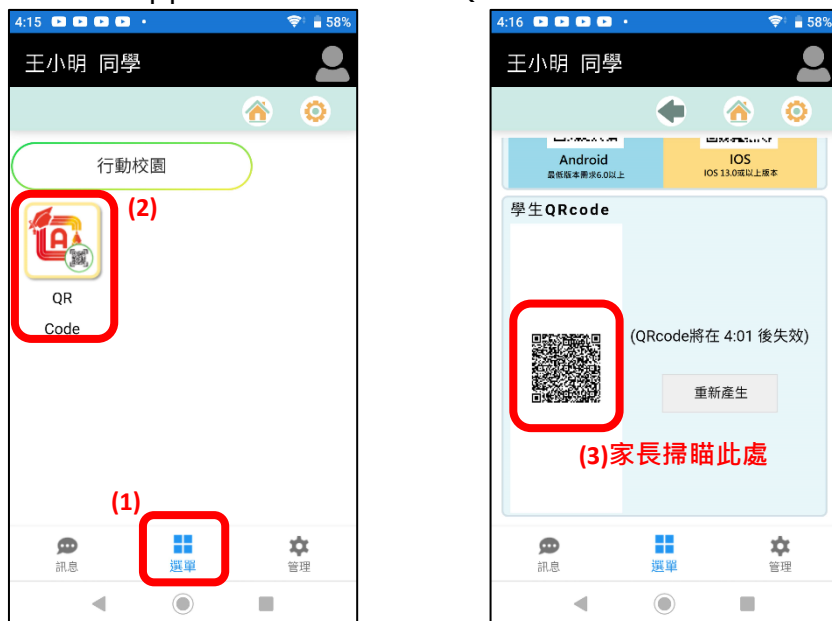 4:15
58%
王小明 同學
行動校園
(2)
QR
Code
(1)
訊息
選單
管理
4:16
58%
王小明 同學
Android
最低版本需求6.0以上
IOS
IOS 13.0或以上版本
學生QRcode
(QRcode將在 4:01 後失效)
重新產生
(3)家長掃瞄此處
訊息
選單
管理